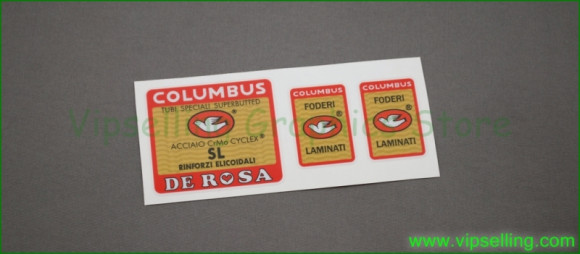 COLUMBUS
TUBE SPECIALI SUPERBUTTED
®
ACCIAIO CrMo CYCLEX®
SL
RINFORZI ELICOIDALI
DE ROSA
COLUMBUS
FODERI
®
LAMINATI
COLUMBUS
FODERI
®
LAMINATI
Vipselling Graphics Store
www.vipselling.com